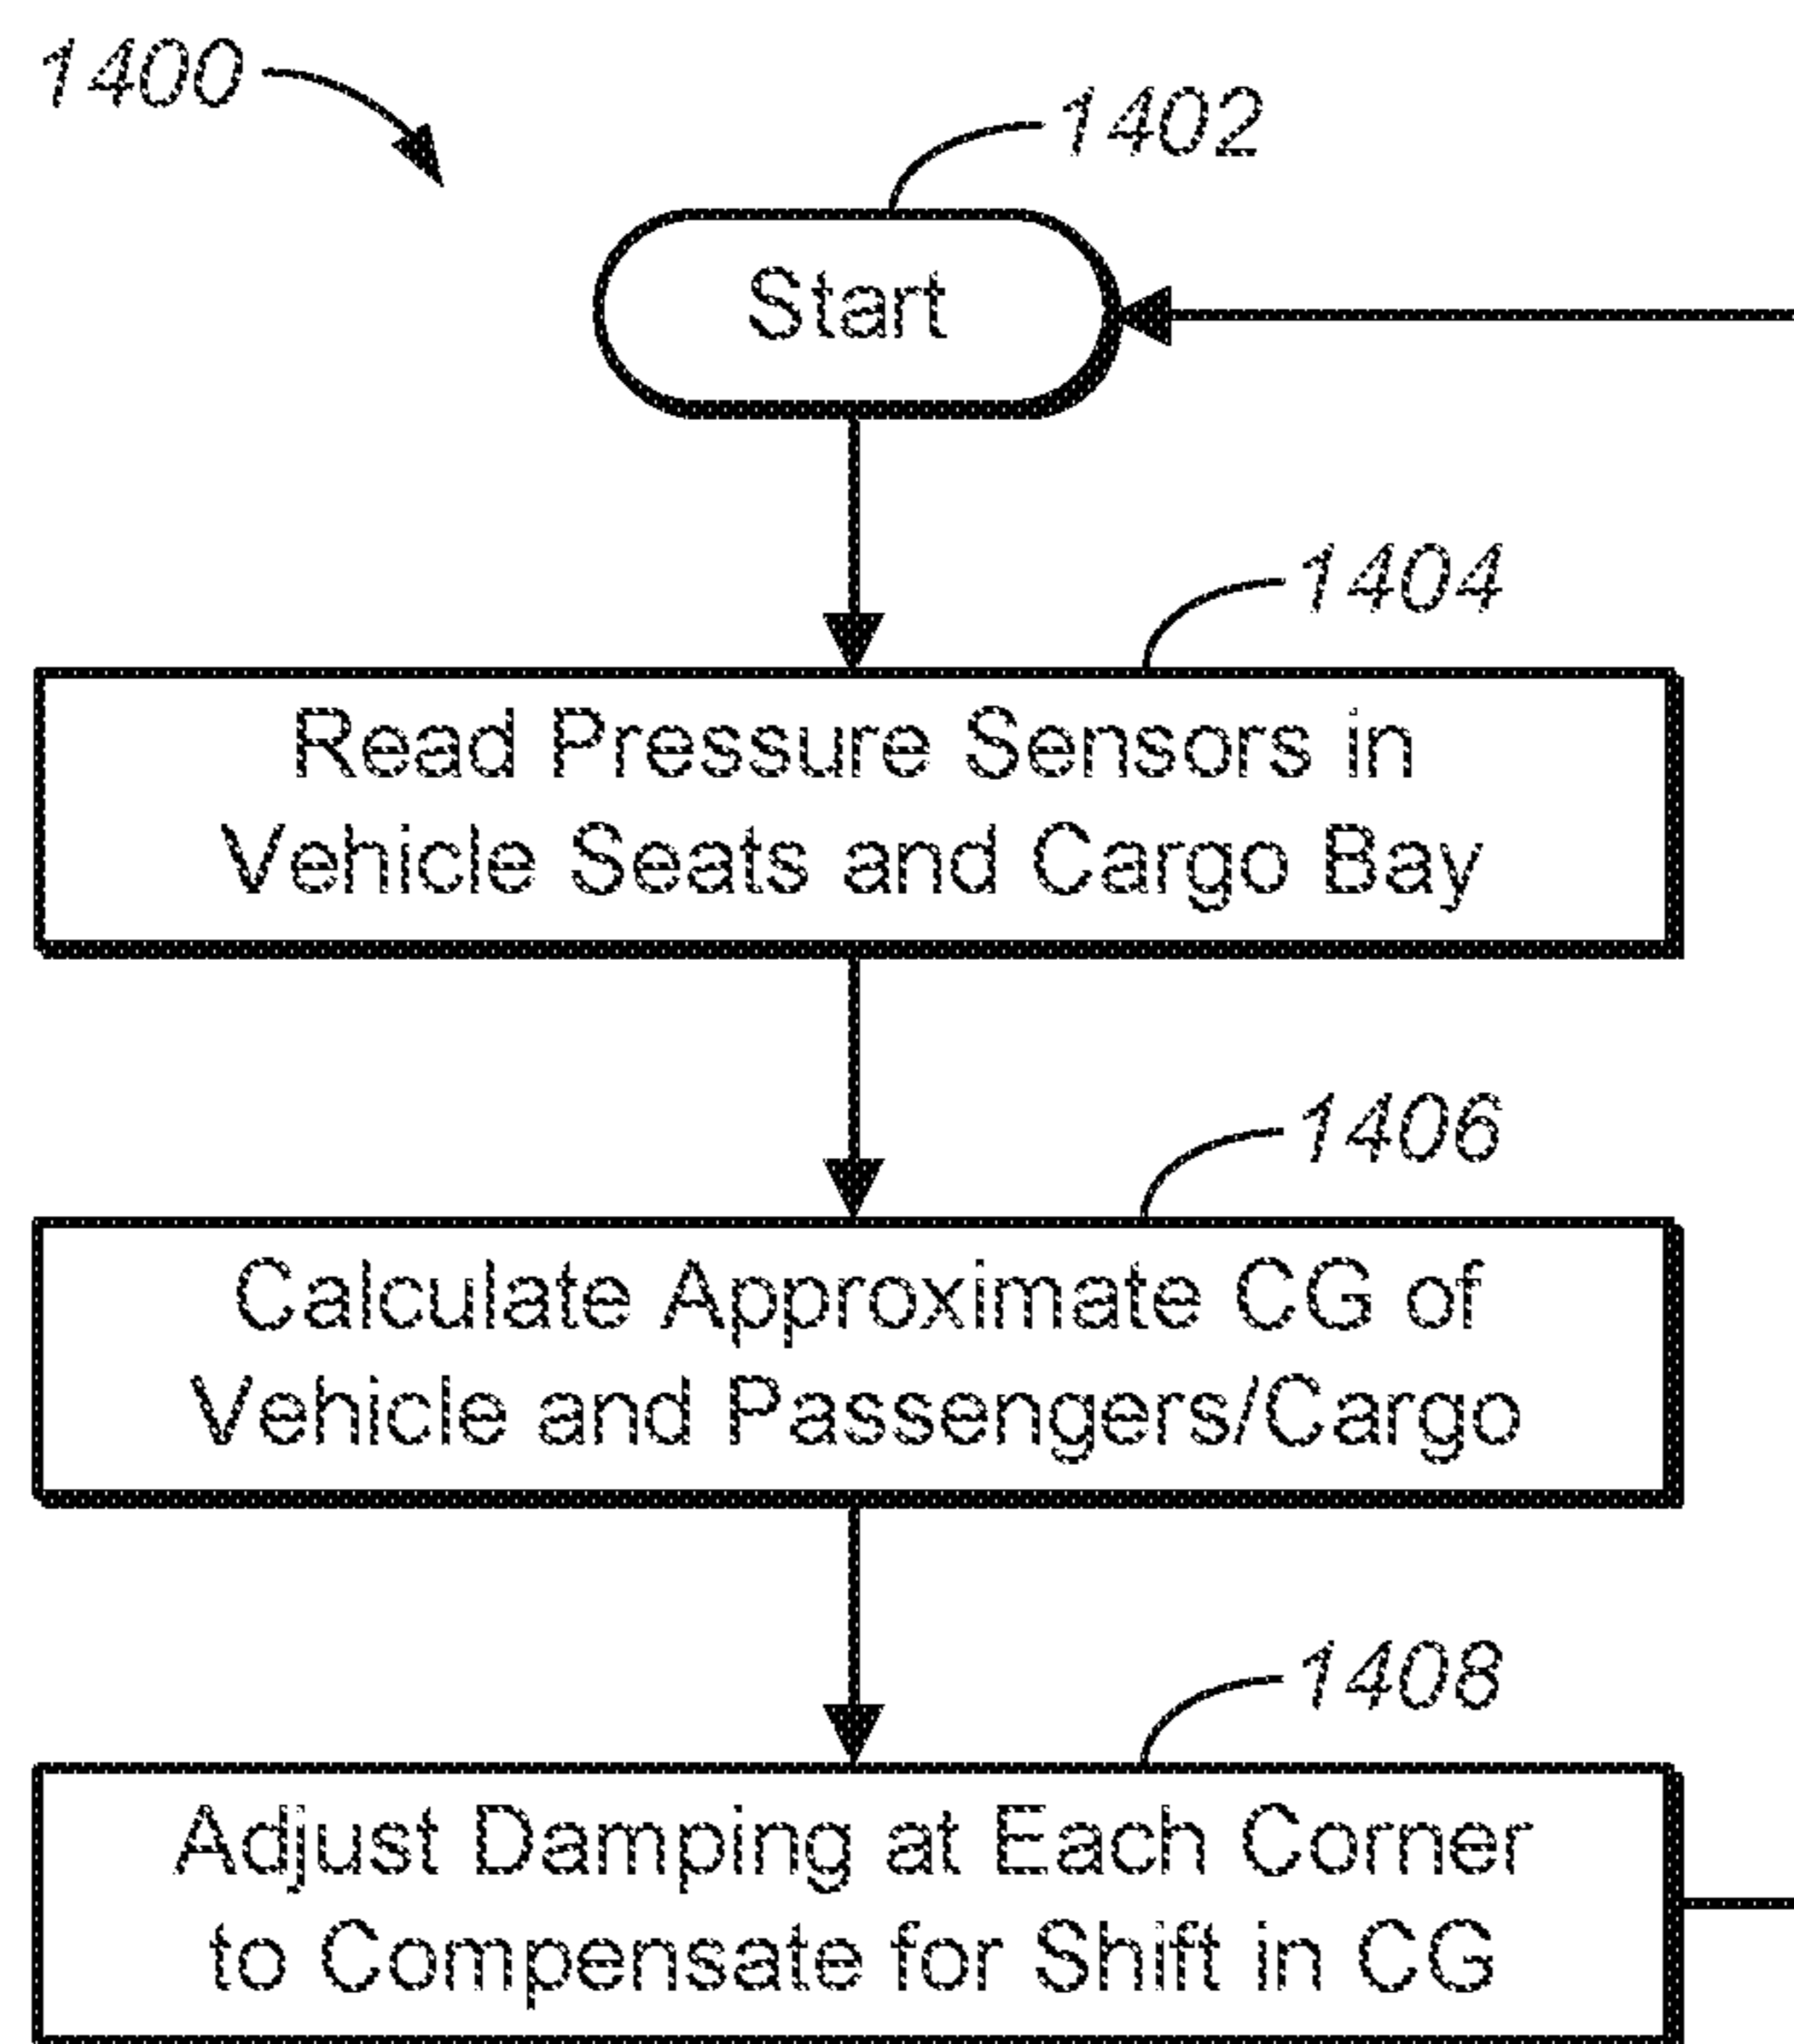 1400
1402
Start
1404
Read Pressure Sensors in
Vehicle Seats and Cargo Bay
1406
Calculate Approximate CG of
Vehicle and Passengers/Cargo
1408
Adjust Damping at Each Corner
to Compensate for Shift in CG